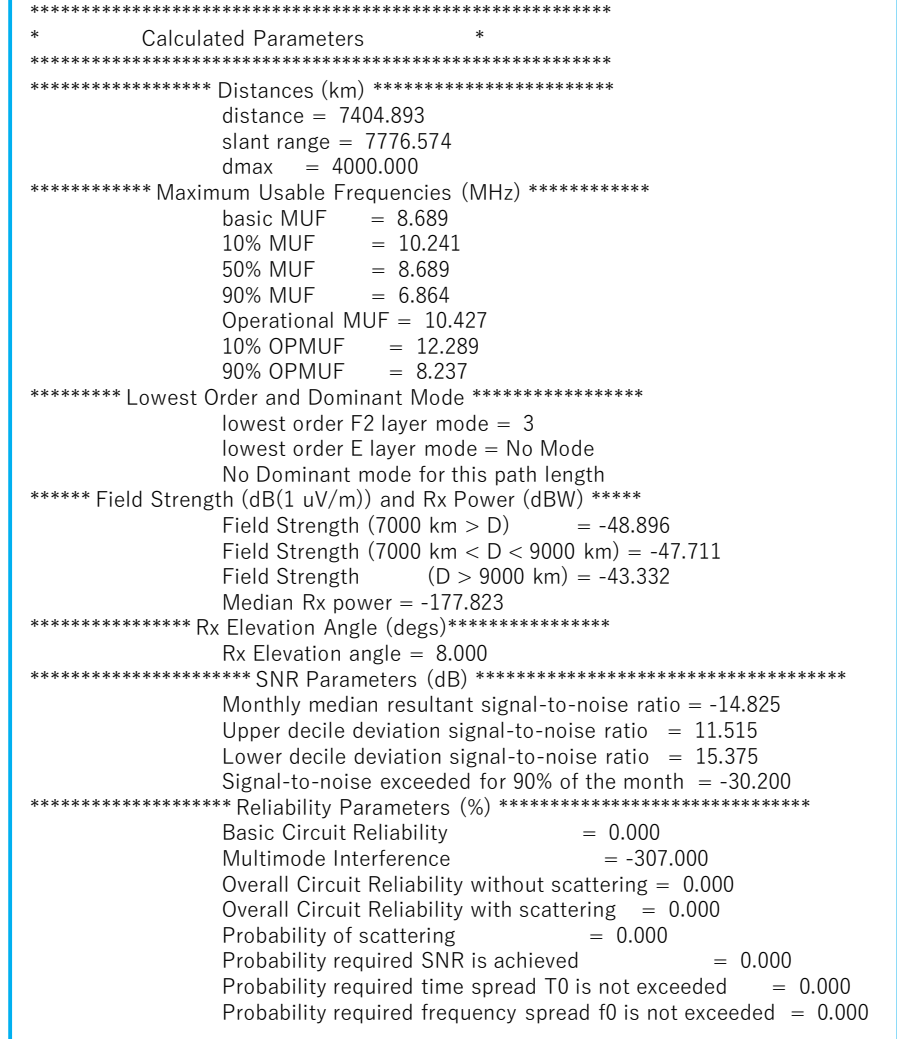 *********************************************************
* Calculated Parameters *
*********************************************************
****************** Distances (km) ************************
distance = 7404.893
slant range = 7776.574
dmax = 4000.000
************ Maximum Usable Frequencies (MHz) ************
basic MUF = 8.689
10% MUF = 10.241
50% MUF = 8.689
90% MUF = 6.864
Operational MUF = 10.427
10% OPMUF = 12.289
90% OPMUF = 8.237
********* Lowest Order and Dominant Mode *****************
lowest order F2 layer mode = 3
lowest order E layer mode = No Mode
No Dominant mode for this path length
****** Field Strength (dB(1 uV/m)) and Rx Power (dBW) *****
Field Strength (7000 km > D) = -48.896
Field Strength (7000 km < D < 9000 km) = -47.711
Field Strength (D > 9000 km) = -43.332
Median Rx power = -177.823
**************** Rx Elevation Angle (degs)****************
Rx Elevation angle = 8.000
********************** SNR Parameters (dB) *************************************
Monthly median resultant signal-to-noise ratio = -14.825
Upper decile deviation signal-to-noise ratio = 11.515
Lower decile deviation signal-to-noise ratio = 15.375
Signal-to-noise exceeded for 90% of the month = -30.200
******************** Reliability Parameters (%) *******************************
Basic Circuit Reliability = 0.000
Multimode Interference = -307.000
Overall Circuit Reliability without scattering = 0.000
Overall Circuit Reliability with scattering = 0.000
Probability of scattering = 0.000
Probability required SNR is achieved = 0.000
Probability required time spread T0 is not exceeded = 0.000
Probability required frequency spread f0 is not exceeded = 0.000